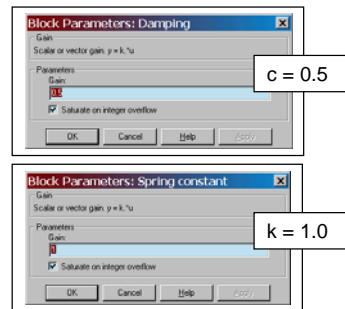 Block Parameters: Damping
Gain
Scalar or vector gain. y = k.*u
Parameters
Gain:
0.5
Saturate on integer overflow
OK Cancel Help Apply
c = 0.5
Block Parameters: Spring constant
Gain
Scalar or vector gain. y = k.*u
Parameters
Gain:
1
Saturate on integer overflow
OK Cancel Help Apply
k = 1.0